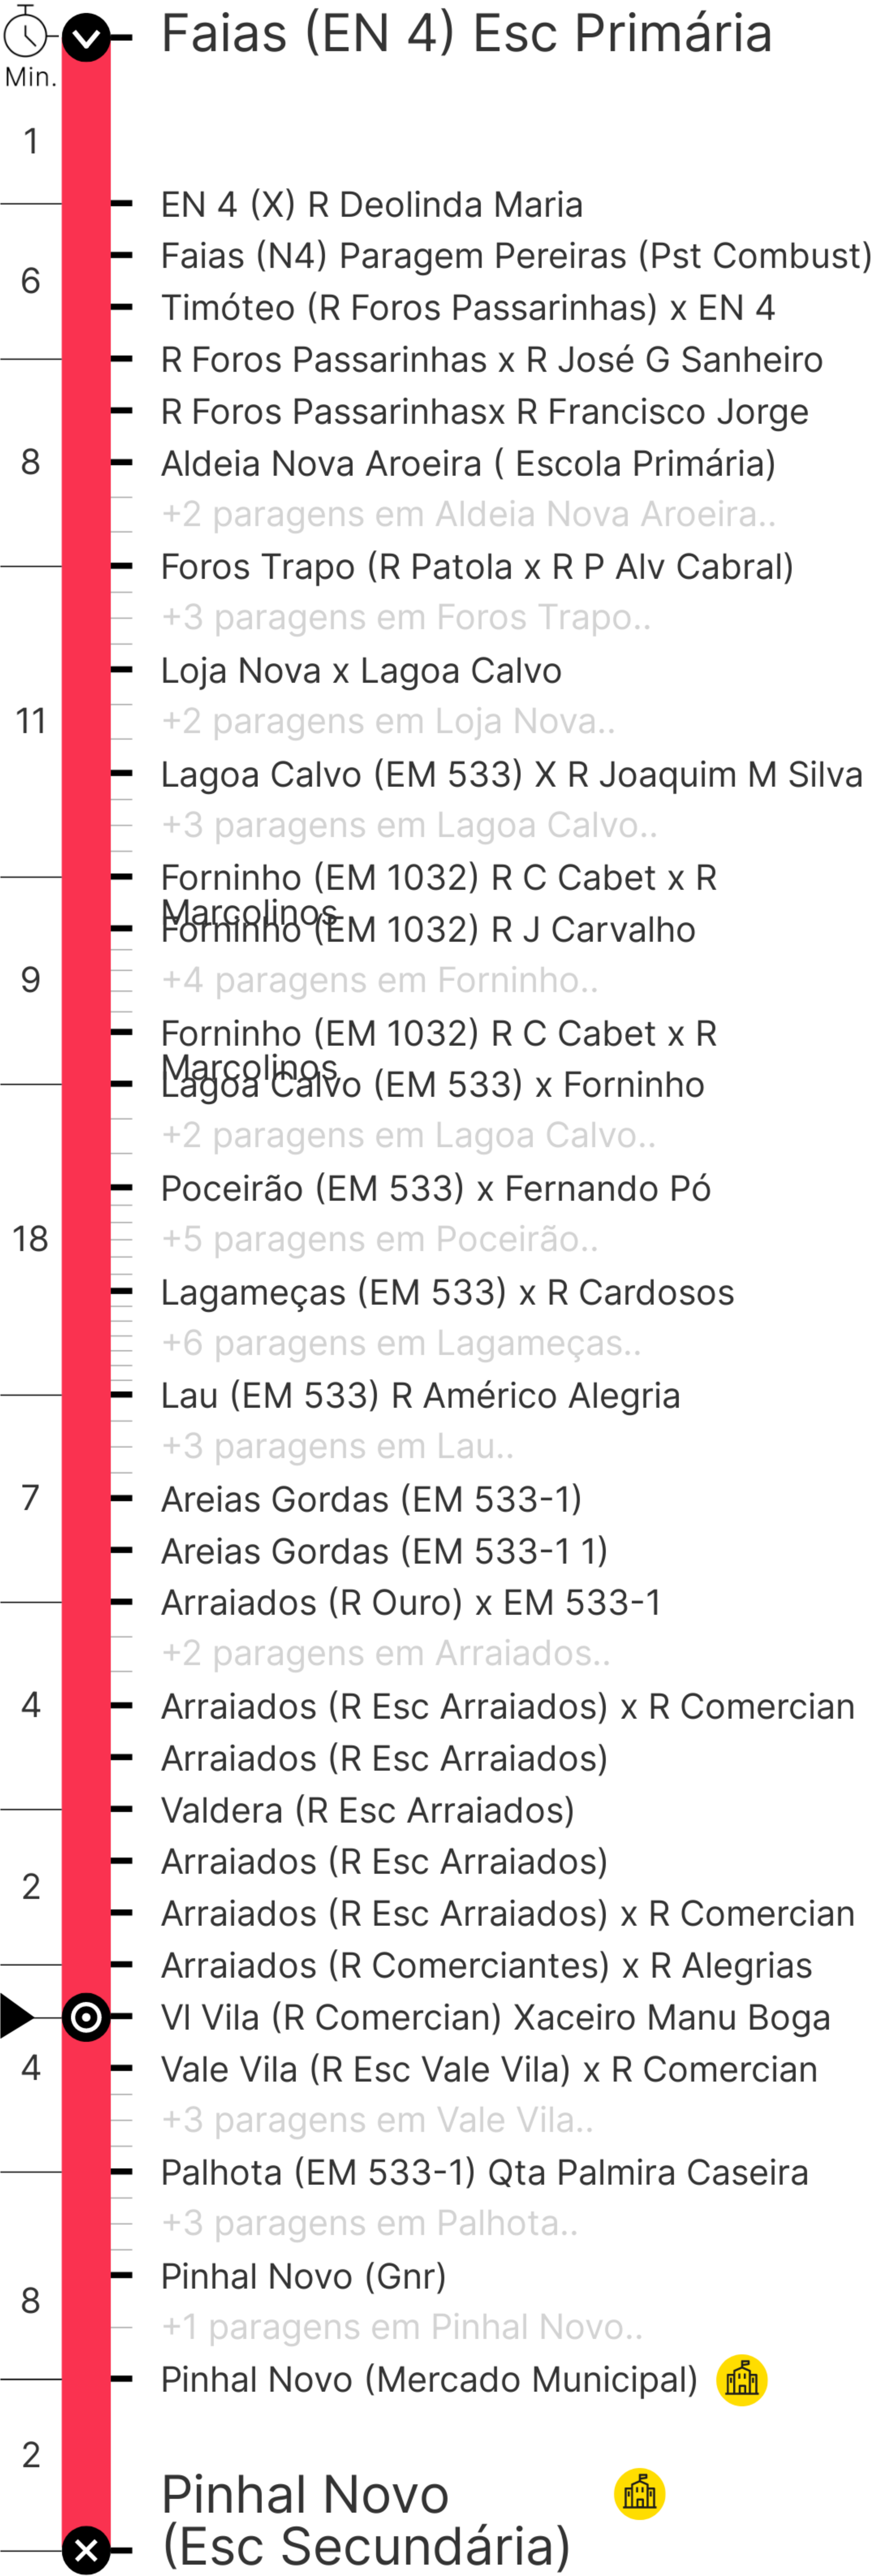 Faias (EN 4) Esc Primária
Min.
1
EN 4 (X) R Deolinda Maria
Faias (N4) Paragem Pereiras (Pst Combust)
6
Timóteo (R Foros Passarinhas) x EN 4
R Foros Passarinhas x R José G Sanheiro
R Foros Passarinhasx R Francisco Jorge
8
Aldeia Nova Aroeira ( Escola Primária)
+2 paragens em Aldeia Nova Aroeira..
Foros Trapo (R Patola x R P Alv Cabral)
+3 paragens em Foros Trapo..
Loja Nova x Lagoa Calvo
11
+2 paragens em Loja Nova..
Lagoa Calvo (EM 533) X R Joaquim M Silva
+3 paragens em Lagoa Calvo..
Forninho (EM 1032) R C Cabet x R
Marcolinos
Forninho (EM 1032) R J Carvalho
9
+4 paragens em Forninho..
Forninho (EM 1032) R C Cabet x R
Marcolinos
Lagoa Calvo (EM 533) x Forninho
+2 paragens em Lagoa Calvo..
Poceirão (EM 533) x Fernando Pó
18
+5 paragens em Poceirão..
Lagameças (EM 533) x R Cardosos
+6 paragens em Lagameças..
Lau (EM 533) R Américo Alegria
+3 paragens em Lau..
7
Areias Gordas (EM 533-1)
Areias Gordas (EM 533-1 1)
Arraiados (R Ouro) x EM 533-1
+2 paragens em Arraiados..
4
Arraiados (R Esc Arraiados) x R Comercian
Arraiados (R Esc Arraiados)
Valdera (R Esc Arraiados)
Arraiados (R Esc Arraiados)
2
Arraiados (R Esc Arraiados) x R Comercian
Arraiados (R Comerciantes) x R Alegrias
Vl Vila (R Comercian) Xaceiro Manu Boga
4
Vale Vila (R Esc Vale Vila) x R Comercian
+3 paragens em Vale Vila..
Palhota (EM 533-1) Qta Palmira Caseira
+3 paragens em Palhota..
Pinhal Novo (Gnr)
8
+1 paragens em Pinhal Novo..
Pinhal Novo (Mercado Municipal)
2
Pinhal Novo
(Esc Secundária)